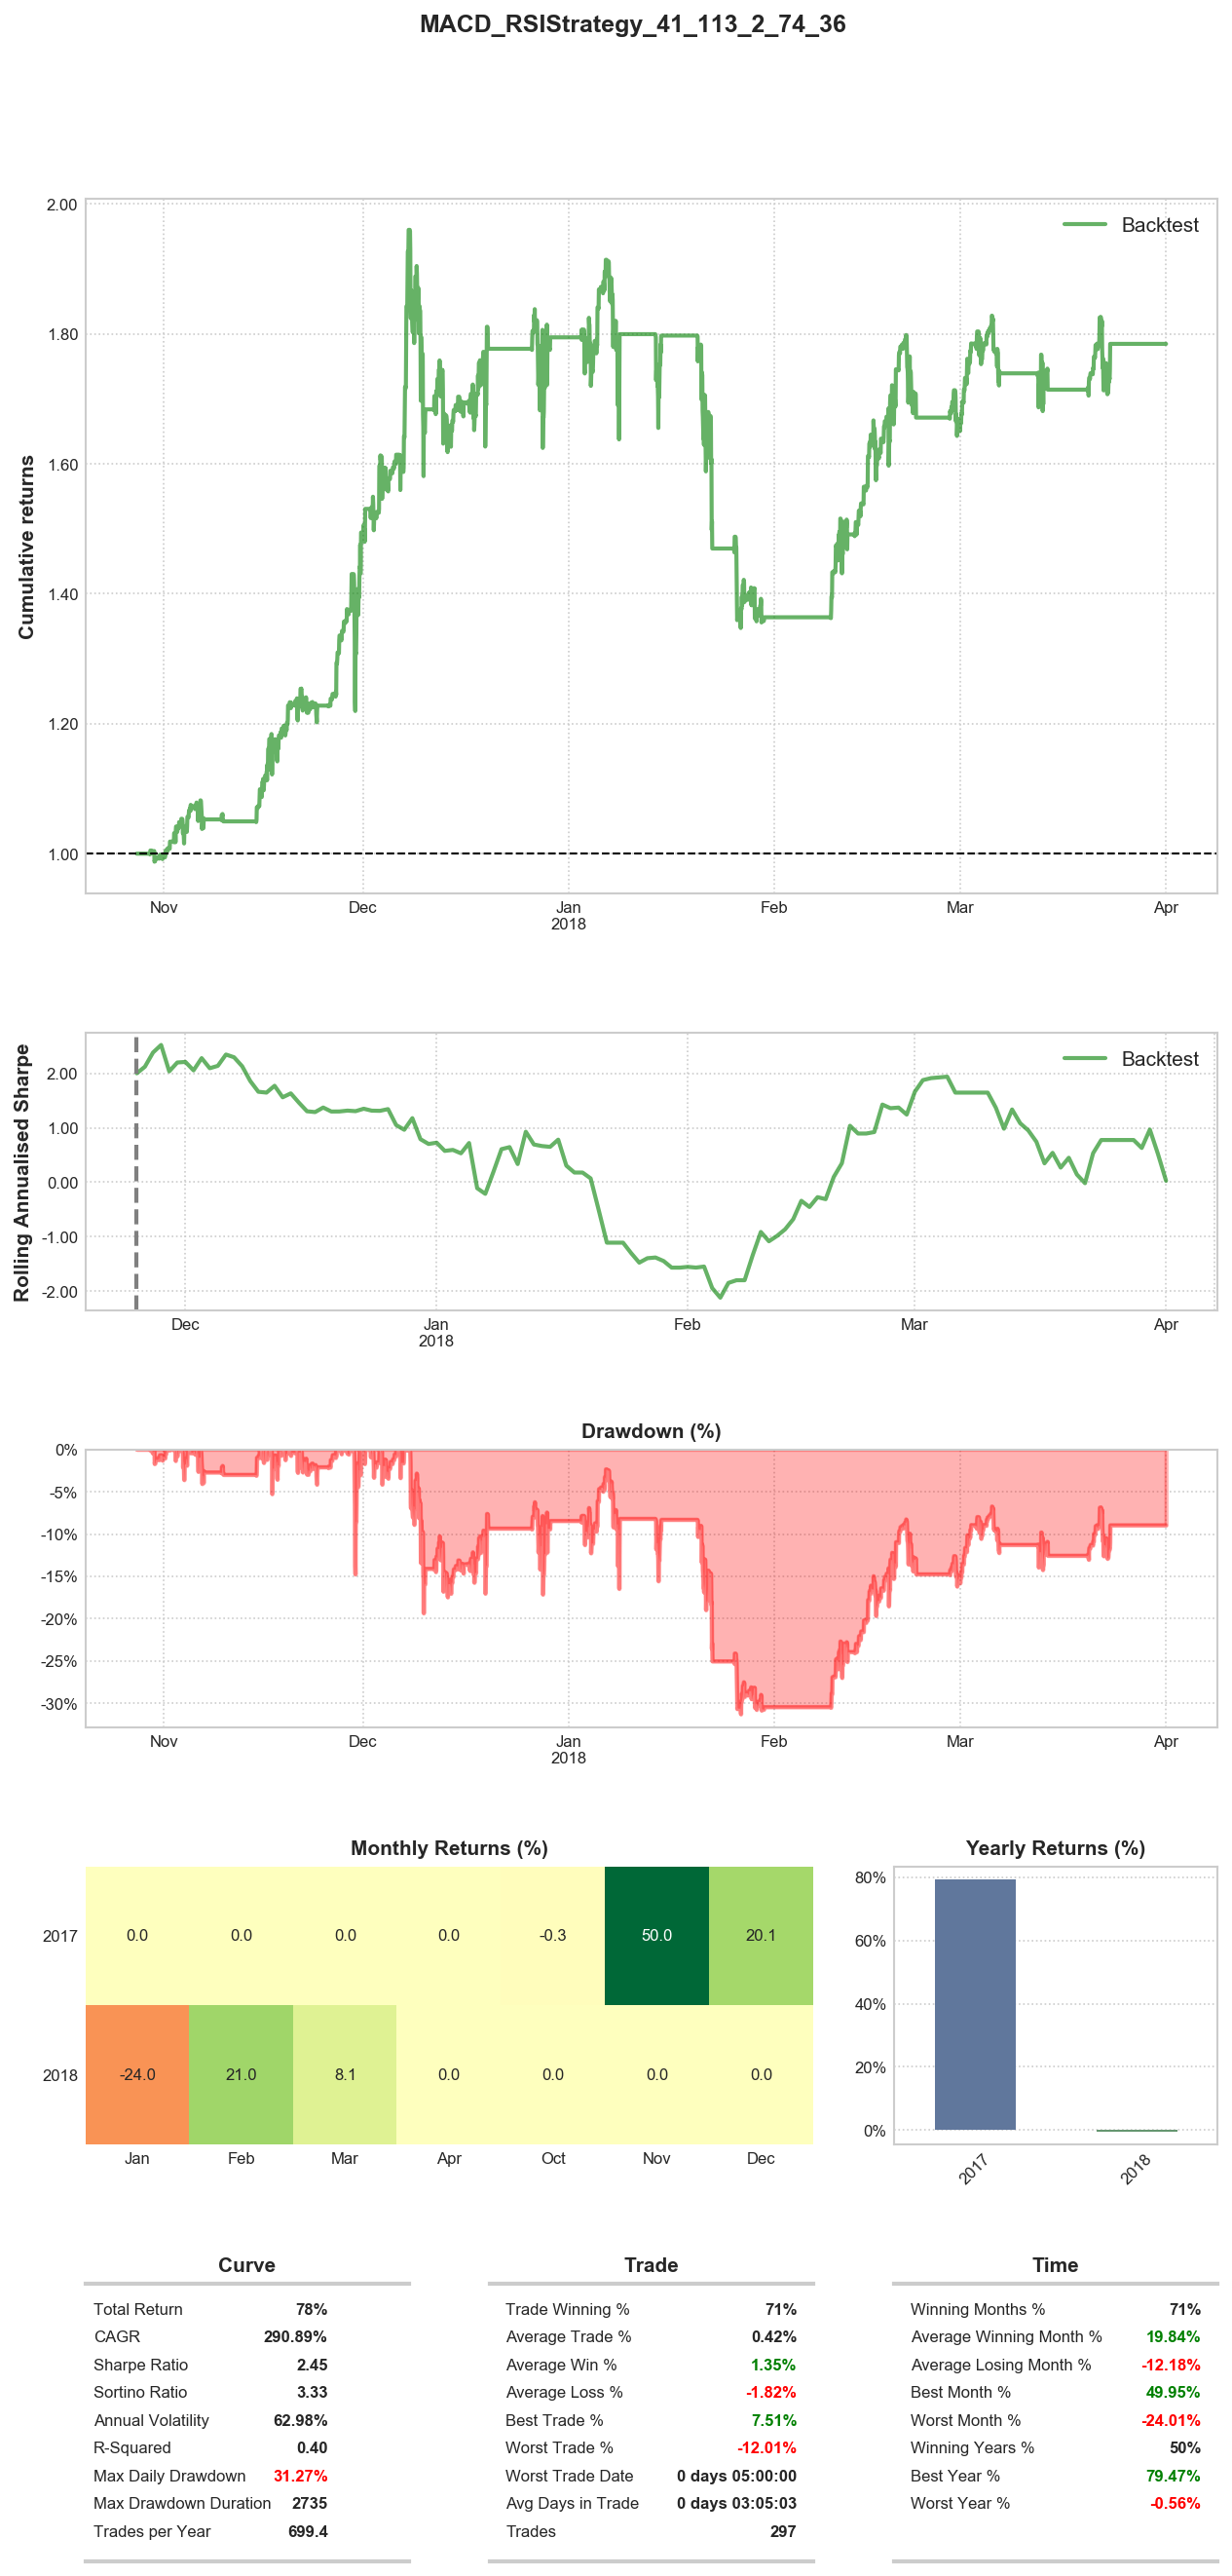 MACD_RSIStrategy_41_113_2_74_36
Cumulative returns
2.00
1.80
1.60
1.40
1.20
1.00
Backtest
Nov Dec Jan Feb Mar Apr
2018
Rolling Annualised Sharpe
2.00
1.00
0.00
-1.00
-2.00
Backtest
Dec Jan Feb Mar Apr
2018
Drawdown (%)
0%
-5%
-10%
-15%
-20%
-25%
-30%
Nov Dec Jan Feb Mar Apr
2018
Monthly Returns (%)
2017 0.0 0.0 0.0 0.0 -0.3 50.0 20.1
2018 -24.0 21.0 8.1 0.0 0.0 0.0 0.0
Jan Feb Mar Apr Oct Nov Dec
Yearly Returns (%)
80%
60%
40%
20%
0%
2017 2018
Curve
Total Return 78%
CAGR 290.89%
Sharpe Ratio 2.45
Sortino Ratio 3.33
Annual Volatility 62.98%
R-Squared 0.40
Max Daily Drawdown 31.27%
Max Drawdown Duration 2735
Trades per Year 699.4
Trade
Trade Winning % 71%
Average Trade % 0.42%
Average Win % 1.35%
Average Loss % -1.82%
Best Trade % 7.51%
Worst Trade % -12.01%
Worst Trade Date 0 days 05:00:00
Avg Days in Trade 0 days 03:05:03
Trades 297
Time
Winning Months % 71%
Average Winning Month % 19.84%
Average Losing Month % -12.18%
Best Month % 49.95%
Worst Month % -24.01%
Winning Years % 50%
Best Year % 79.47%
Worst Year % -0.56%